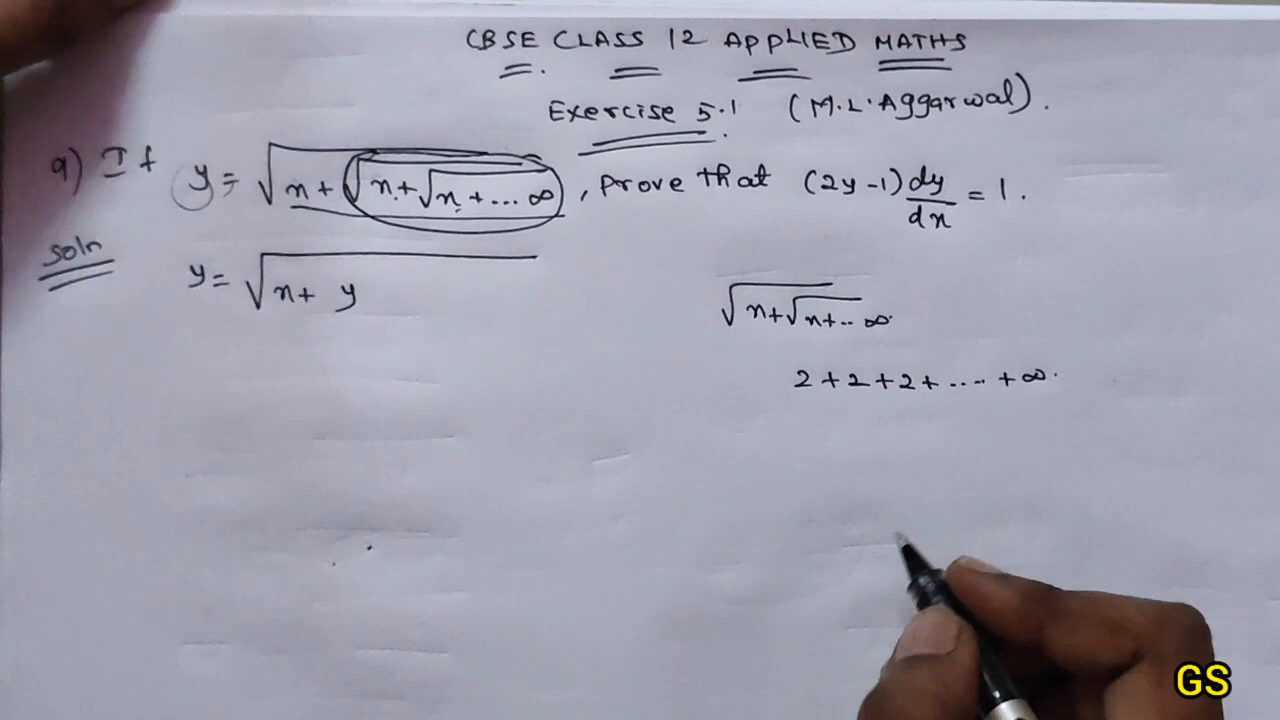 CBSE CLASS 12 APPLIED MATHS
Exercise 5.1 (M.L.Aggarwal).
9) If y = √(x + √(x + √(x + ... ∞))), prove that (2y-1) dy/dx = 1.
Soln
y = √(x + y)
√(x + √(x + ... ∞))
2 + 2 + 2 + .... + ∞.
GS